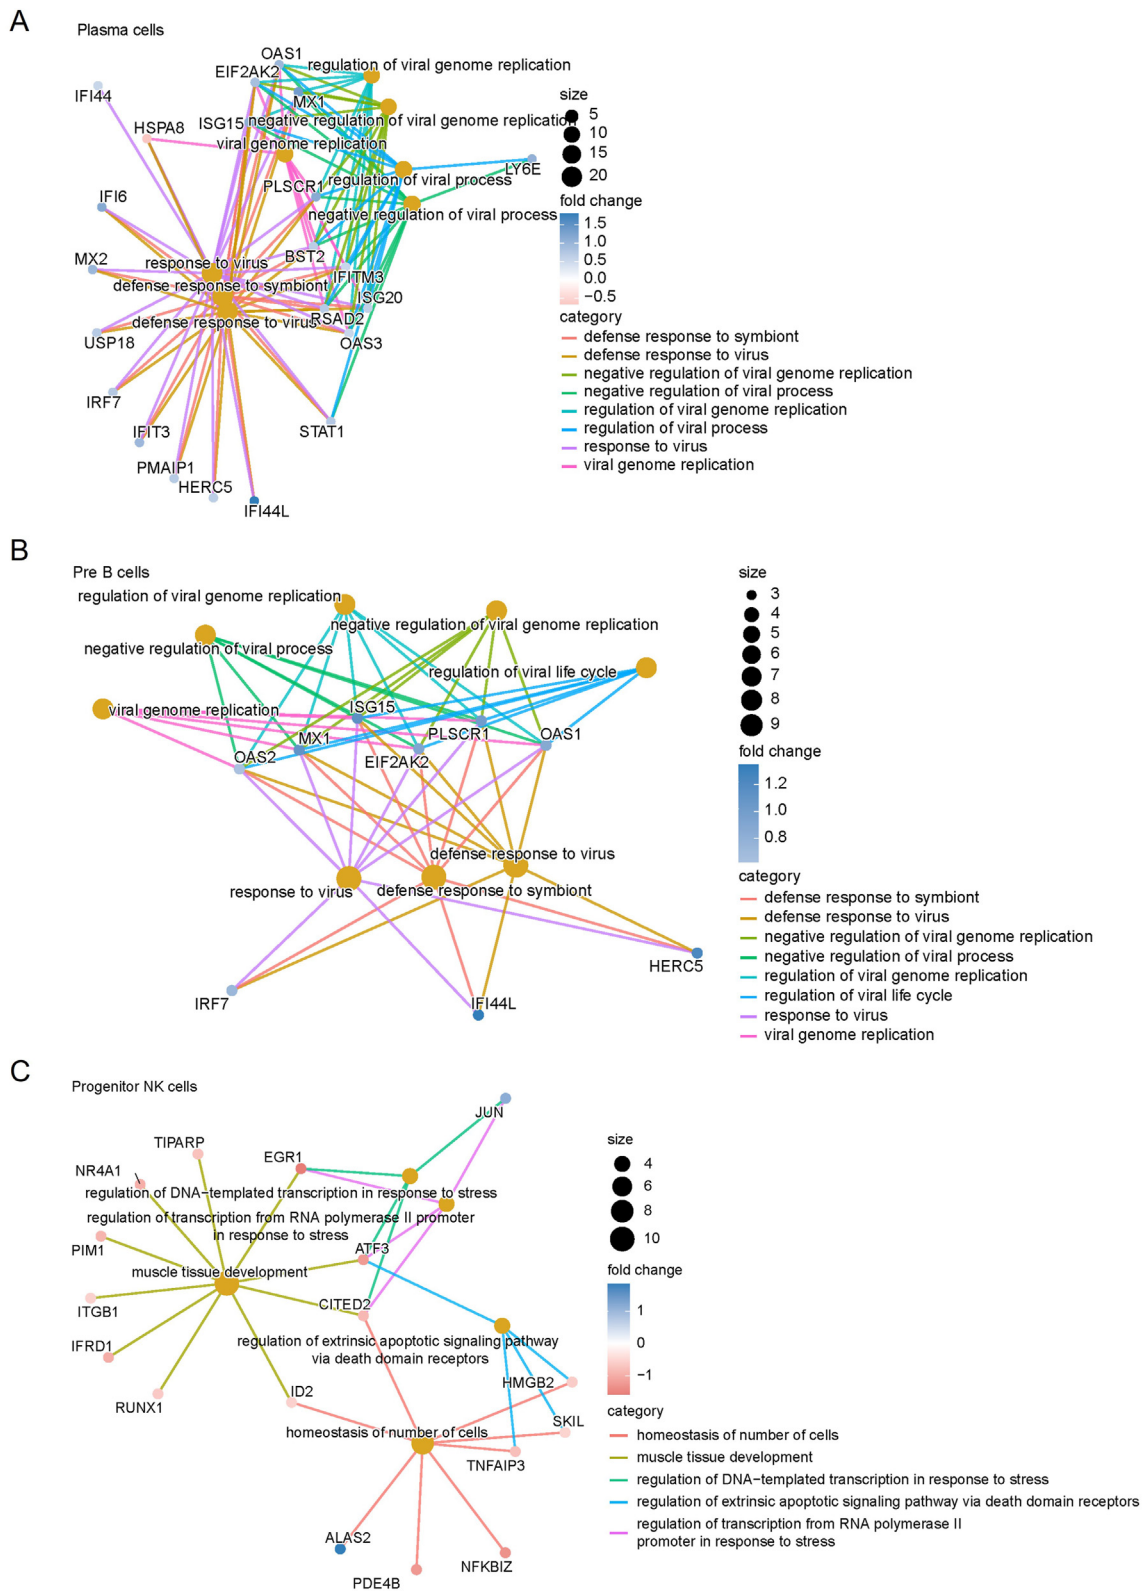 A
Plasma cells
OAS1
EIF2AK2
regulation of viral genome replication
IFI44
MX1
HSPA8
ISG15
negative regulation of viral genome replication
viral genome replication
LY6E
PLSCR1
regulation of viral process
IFI6
negative regulation of viral process
MX2
BST2
response to virus
IFITM3
defense response to symbiont
ISG20
defense response to virus
RSAD2
USP18
OAS3
IRF7
IFIT3
STAT1
PMAIP1
HERC5
IFI44L
size
5
10
15
20
fold change
1.5
1.0
0.5
0.0
−0.5
category
defense response to symbiont
defense response to virus
negative regulation of viral genome replication
negative regulation of viral process
regulation of viral genome replication
regulation of viral process
response to virus
viral genome replication
B
Pre B cells
regulation of viral genome replication
negative regulation of viral genome replication
negative regulation of viral process
regulation of viral life cycle
viral genome replication
ISG15
MX1
PLSCR1
OAS1
OAS2
EIF2AK2
defense response to virus
response to virus
defense response to symbiont
HERC5
IRF7
IFI44L
size
3
4
5
6
7
8
9
fold change
1.2
1.0
0.8
category
defense response to symbiont
defense response to virus
negative regulation of viral genome replication
negative regulation of viral process
regulation of viral genome replication
regulation of viral life cycle
response to virus
viral genome replication
C
Progenitor NK cells
JUN
TIPARP
EGR1
NR4A1
regulation of DNA−templated transcription in response to stress
regulation of transcription from RNA polymerase II promoter
in response to stress
PIM1
ATF3
muscle tissue development
ITGB1
CITED2
IFRD1
regulation of extrinsic apoptotic signaling pathway
via death domain receptors
HMGB2
RUNX1
ID2
SKIL
homeostasis of number of cells
TNFAIP3
ALAS2
NFKBIZ
PDE4B
size
4
6
8
10
fold change
1
0
−1
category
homeostasis of number of cells
muscle tissue development
regulation of DNA−templated transcription in response to stress
regulation of extrinsic apoptotic signaling pathway via death domain receptors
regulation of transcription from RNA polymerase II
promoter in response to stress